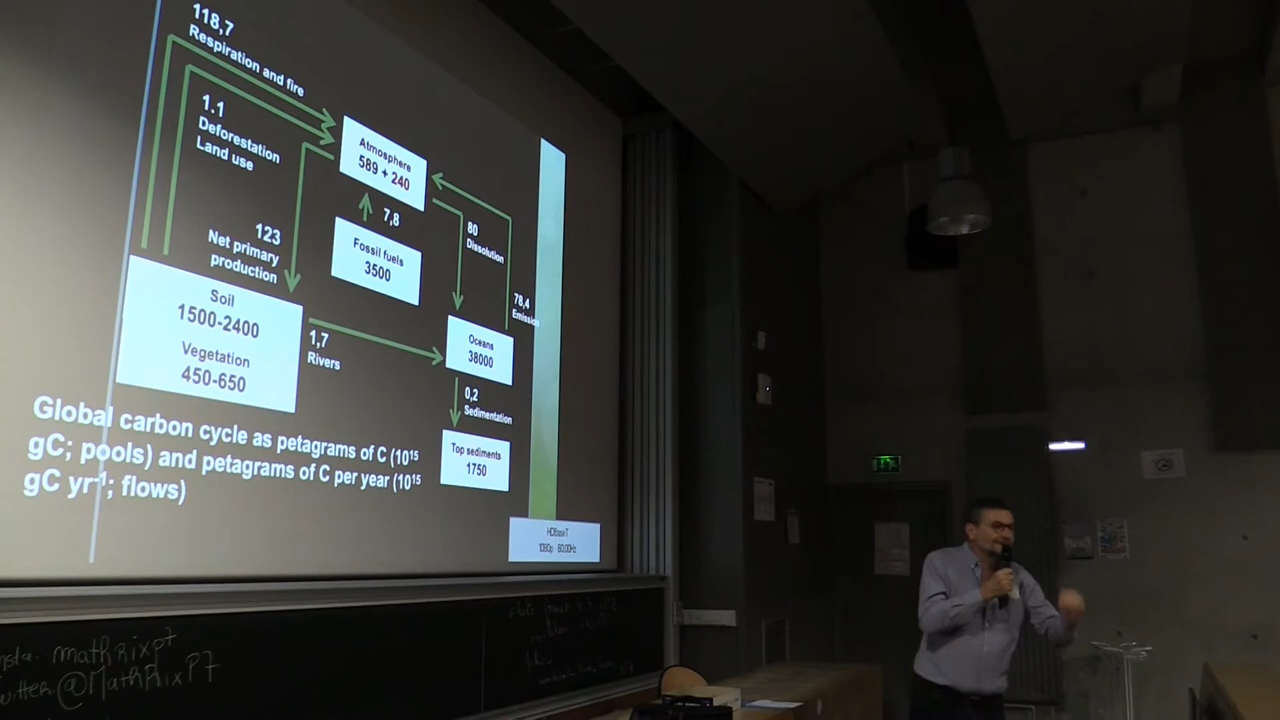 118,7
Respiration and fire
1.1
Deforestation
Land use
Atmosphere
589 + 240
123
Net primary
production
7,8
Fossil fuels
3500
80
Dissolution
78,4
Emission
Soil
1500-2400
Vegetation
450-650
1,7
Rivers
Oceans
38000
0,2
Sedimentation
Top sediments
1750
Global carbon cycle as petagrams of C (10¹⁵
gC; pools) and petagrams of C per year (10¹⁵
gC yr⁻¹; flows)
HDBaseT
1080p 60.00Hz
mathrixp7
@MathRixP7